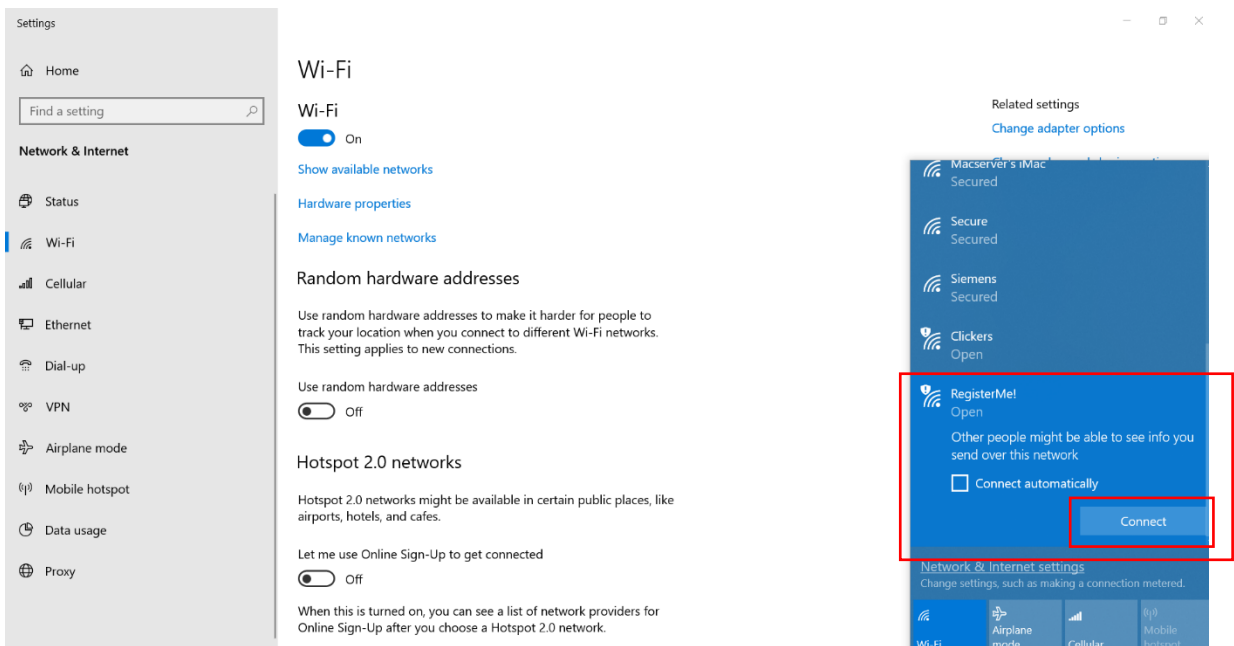 Settings
Home
Find a setting
Network & Internet
Status
Wi-Fi
Cellular
Ethernet
Dial-up
VPN
Airplane mode
Mobile hotspot
Data usage
Proxy
Wi-Fi
Wi-Fi
On
Show available networks
Hardware properties
Manage known networks
Random hardware addresses
Use random hardware addresses to make it harder for people to
track your location when you connect to different Wi-Fi networks.
This setting applies to new connections.
Use random hardware addresses
Off
Hotspot 2.0 networks
Hotspot 2.0 networks might be available in certain public places, like
airports, hotels, and cafes.
Let me use Online Sign-Up to get connected
Off
When this is turned on, you can see a list of network providers for
Online Sign-Up after you choose a Hotspot 2.0 network.
Related settings
Change adapter options
Macserver's iMac
Secured
Secure
Secured
Siemens
Secured
Clickers
Open
RegisterMe!
Open
Other people might be able to see info you
send over this network
Connect automatically
Connect
Network & Internet settings
Change settings, such as making a connection metered.
Wi-Fi
Airplane
mode
Cellular
Mobile
hotspot